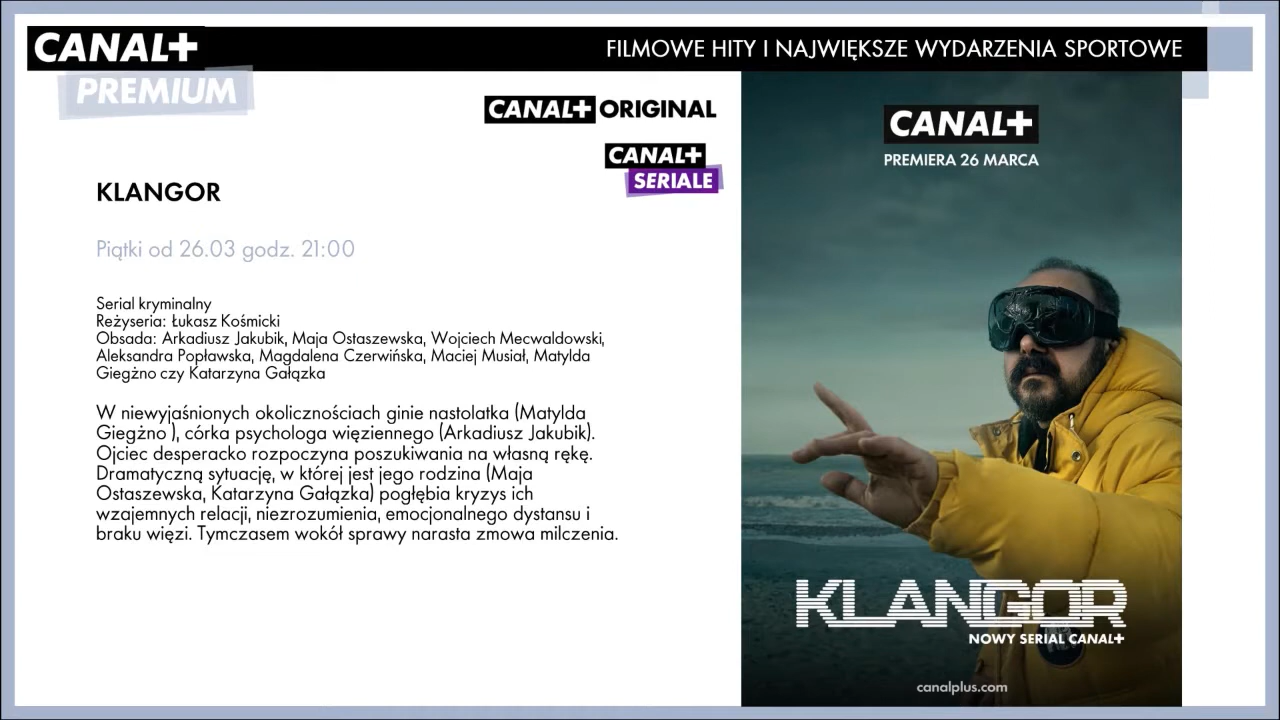 CANAL+
PREMIUM
FILMOWE HITY I NAJWIĘKSZE WYDARZENIA SPORTOWE
CANAL+ ORIGINAL
CANAL+
SERIALE
KLANGOR
Piątki od 26.03 godz. 21:00
Serial kryminalny
Reżyseria: Łukasz Kośmicki
Obsada: Arkadiusz Jakubik, Maja Ostaszewska, Wojciech Mecwaldowski,
Aleksandra Popławska, Magdalena Czerwińska, Maciej Musiał, Matylda
Giegżno czy Katarzyna Gałązka
W niewyjaśnionych okolicznościach ginie nastolatka (Matylda
Giegżno ), córka psychologa więziennego (Arkadiusz Jakubik).
Ojciec desperacko rozpoczyna poszukiwania na własną rękę.
Dramatyczną sytuację, w której jest jego rodzina (Maja
Ostaszewska, Katarzyna Gałązka) pogłębia kryzys ich
wzajemnych relacji, niezrozumienia, emocjonalnego dystansu i
braku więzi. Tymczasem wokół sprawy narasta zmowa milczenia.
CANAL+
PREMIERA 26 MARCA
KLANGOR
NOWY SERIAL CANAL+
canalplus.com